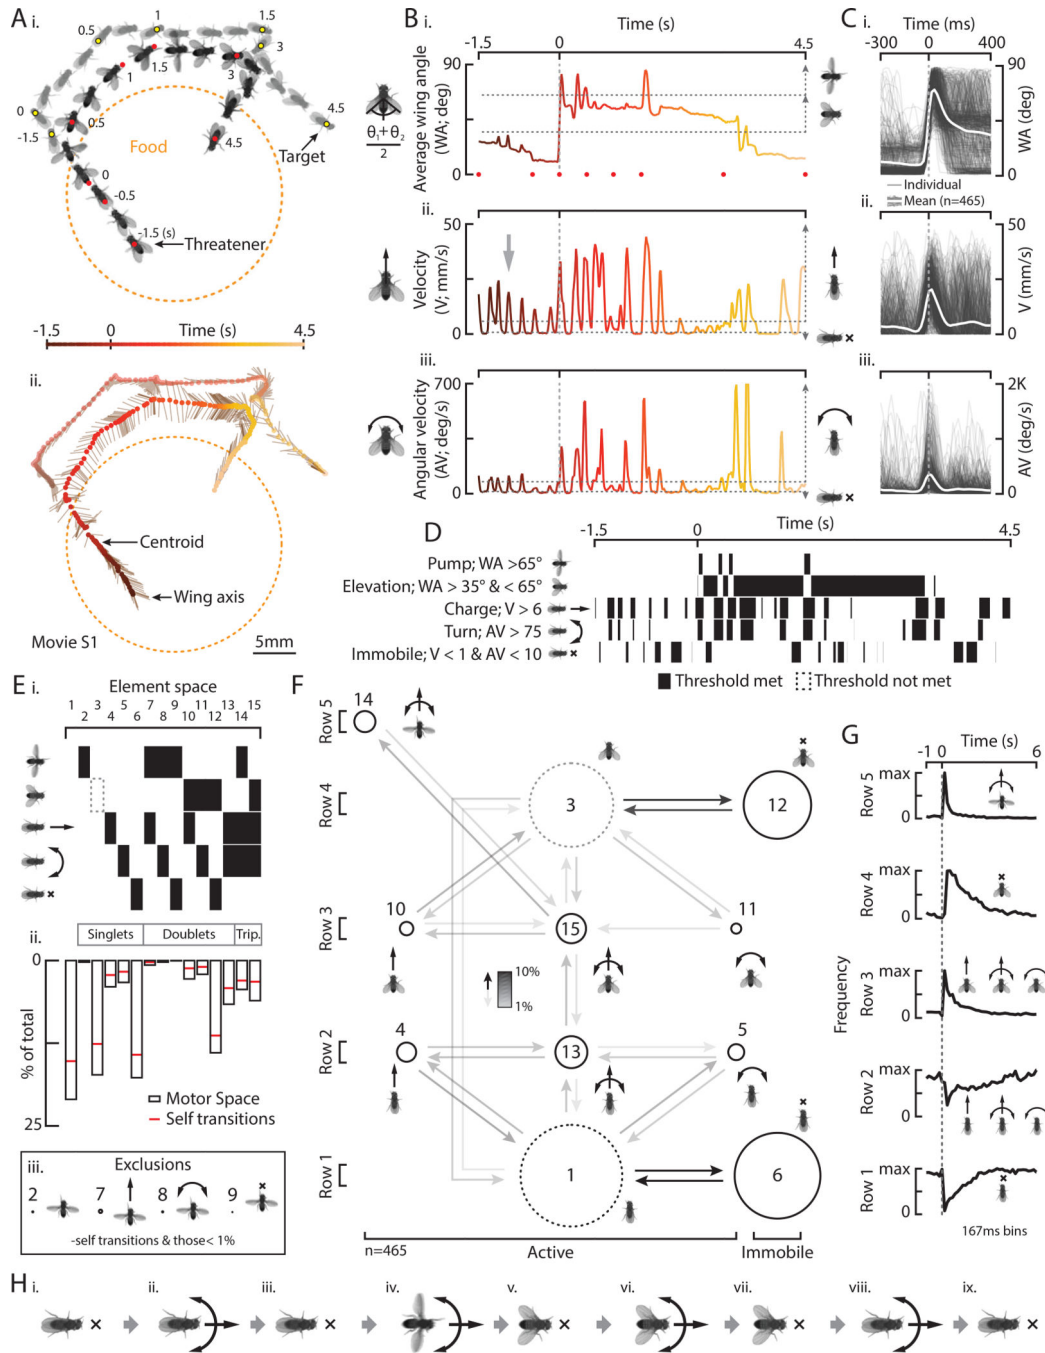 A i.
0.5
1
1.5
3
1
1.5
3
0
-1.5
0.5
Food
4.5
4.5
Target
0
-0.5
-1.5 (s)
Threatener
Time (s)
-1.5 0 4.5
ii.
Centroid
Wing axis
Movie S1
5mm
B i.
Time (s)
-1.5 0 4.5
90
0
Average wing angle
(WA; deg)
θ₁+θ₂
2
ii.
50
0
Velocity
(V; mm/s)
iii.
700
0
Angular velocity
(AV; deg/s)
C i.
Time (ms)
-300 0 400
90
0
WA (deg)
Individual
Mean (n=465)
ii.
50
0
V (mm/s)
iii.
2K
0
AV (deg/s)
D
Time (s)
-1.5 0 4.5
Pump; WA >65°
Elevation; WA > 35° & < 65°
Charge; V > 6
Turn; AV > 75
Immobile; V < 1 & AV < 10
Threshold met
Threshold not met
E i.
Element space
1 3 5 7 9 11 13 15
2 4 6 8 10 12 14
ii.
Singlets Doublets Trip.
0
25
% of total
Motor Space
Self transitions
iii.
Exclusions
2 7 8 9
-self transitions & those< 1%
F
Row 5
14
Row 4
3
12
Row 3
10
15
11
10%
1%
Row 2
4
13
5
Row 1
1
6
n=465
Active
Immobile
G
Time (s)
-1 0 6
Row 5
max
0
Row 4
max
0
Row 3
max
0
Row 2
max
0
Row 1
max
0
Frequency
167ms bins
H i. ii. iii. iv. v. vi. vii. viii. ix.